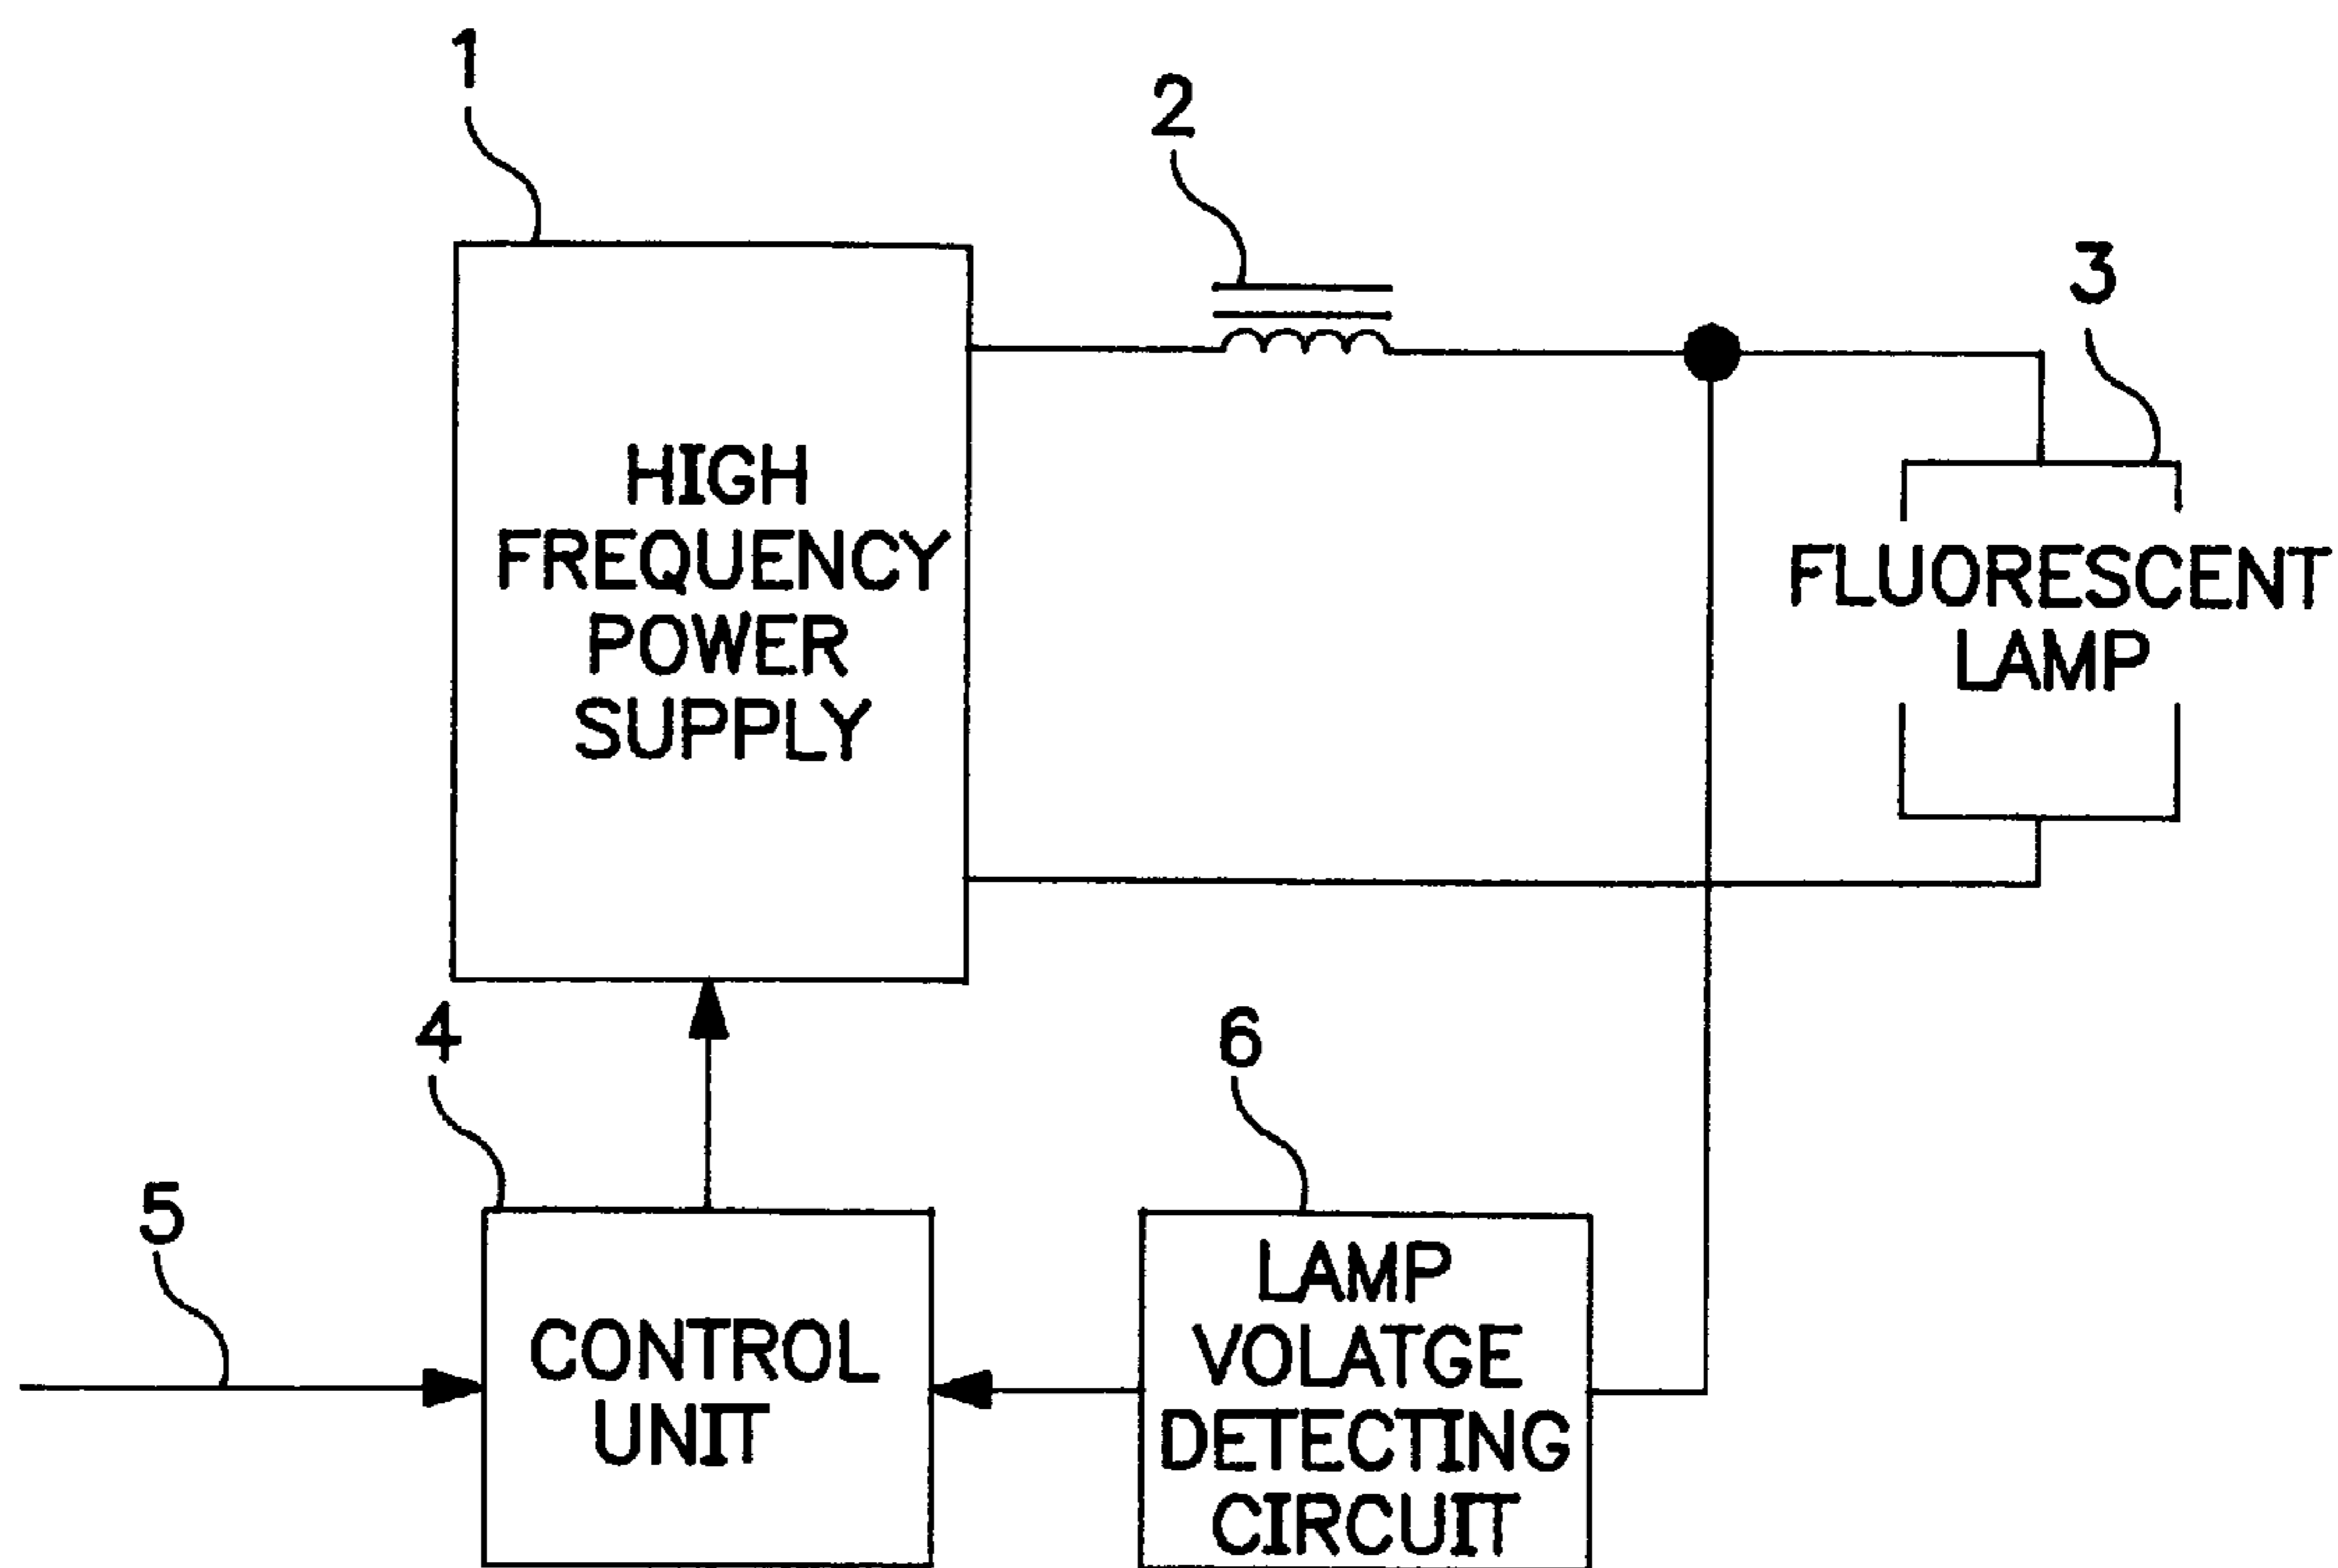 1
2
3
HIGH
FREQUENCY
POWER
SUPPLY
FLUORESCENT
LAMP
4
6
5
CONTROL
UNIT
LAMP
VOLATGE
DETECTING
CIRCUIT